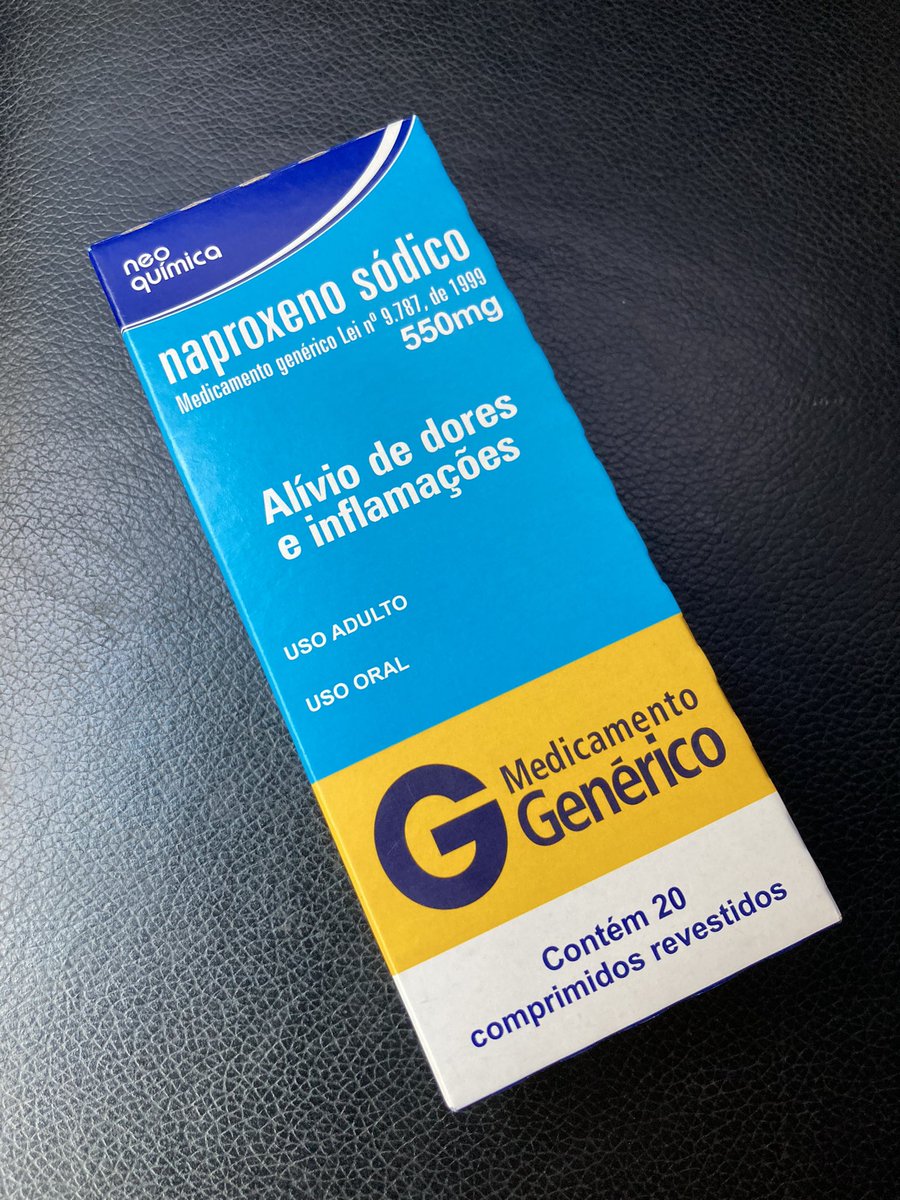 neo
química
naproxeno sódico
Medicamento genérico Lei nº 9.787, de 1999
550mg
Alívio de dores
e inflamações
USO ADULTO
USO ORAL
G Medicamento
Genérico
Contém 20
comprimidos revestidos